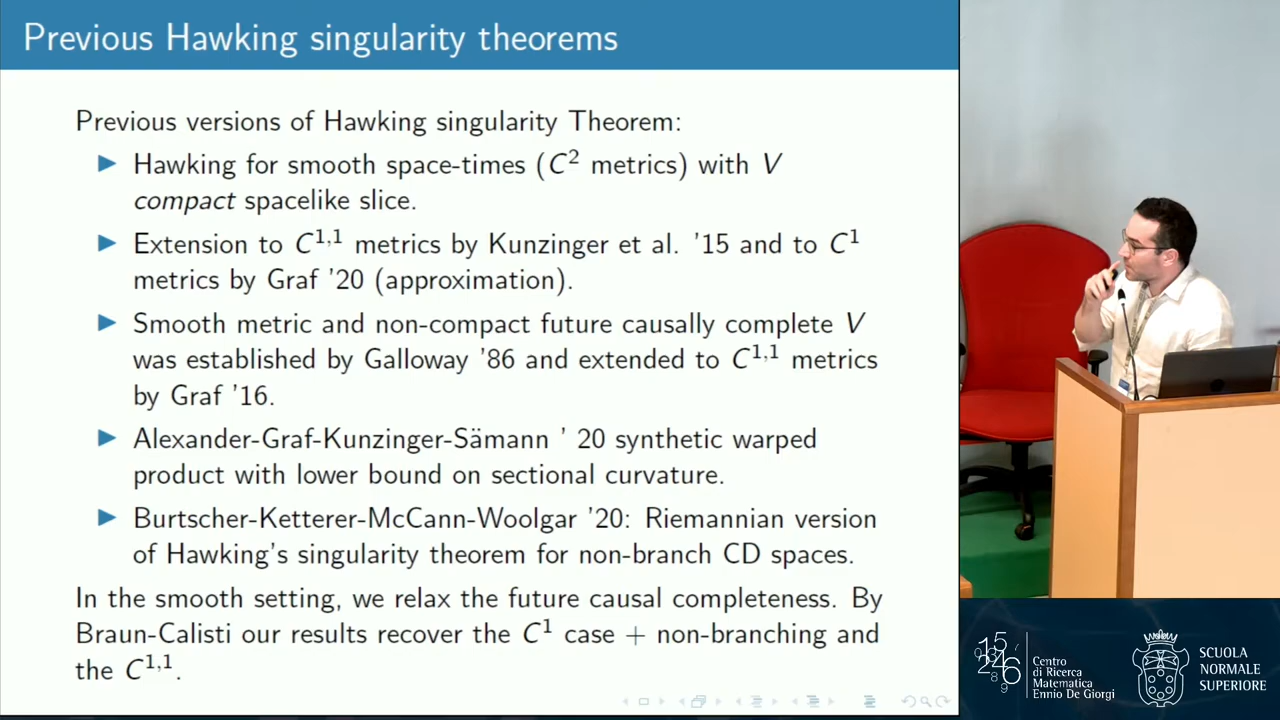 Previous Hawking singularity theorems
Previous versions of Hawking singularity Theorem:
▶ Hawking for smooth space-times (C² metrics) with V
compact spacelike slice.
▶ Extension to C¹,¹ metrics by Kunzinger et al. '15 and to C¹
metrics by Graf '20 (approximation).
▶ Smooth metric and non-compact future causally complete V
was established by Galloway '86 and extended to C¹,¹ metrics
by Graf '16.
▶ Alexander-Graf-Kunzinger-Sämann ' 20 synthetic warped
product with lower bound on sectional curvature.
▶ Burtscher-Ketterer-McCann-Woolgar '20: Riemannian version
of Hawking's singularity theorem for non-branch CD spaces.
In the smooth setting, we relax the future causal completeness. By
Braun-Calisti our results recover the C¹ case + non-branching and
the C¹,¹.
Centro
di Ricerca
Matematica
Ennio De Giorgi
SCUOLA
NORMALE
SUPERIORE